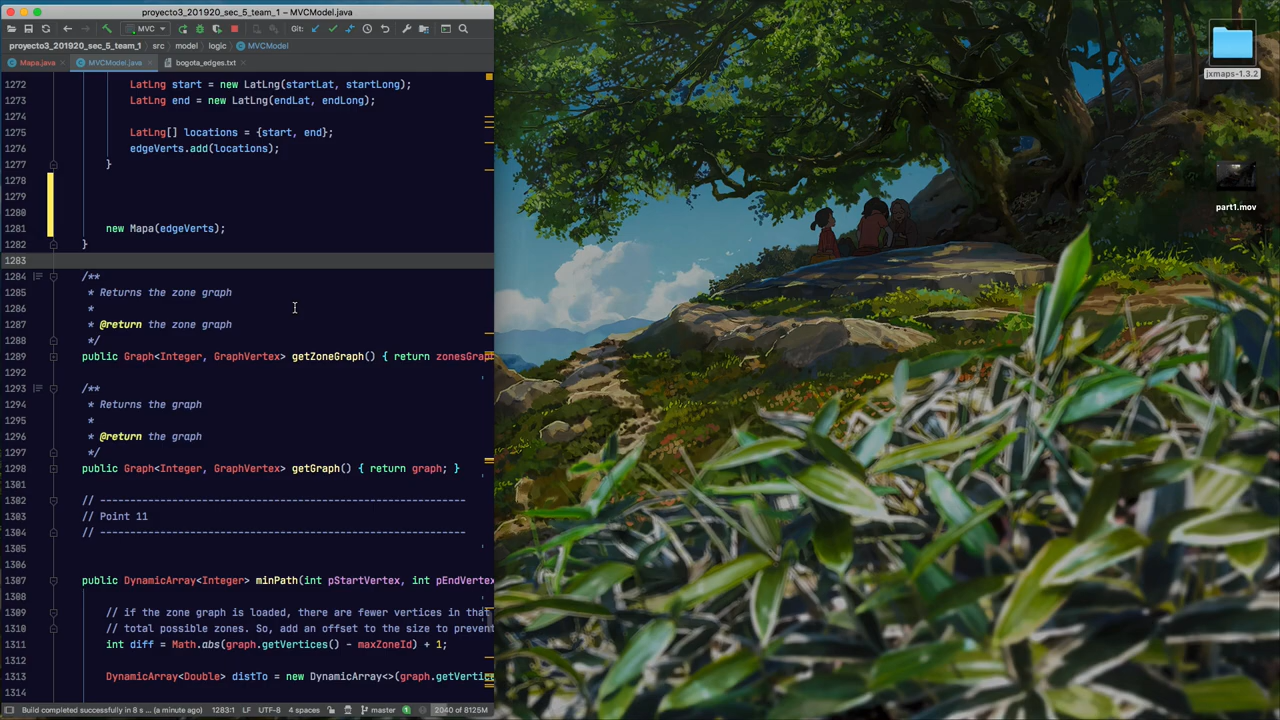 proyecto3_201920_sec_5_team_1 – MVCModel.java
MVC
Git:
proyecto3_201920_sec_5_team_1
src
model
logic
MVCModel
Mapa.java
MVCModel.java
bogota_edges.txt
1272 LatLng start = new LatLng(startLat, startLong);
1273 LatLng end = new LatLng(endLat, endLong);
1274
1275 LatLng[] locations = {start, end};
1276 edgeVerts.add(locations);
1277 }
1278
1279
1280
1281 new Mapa(edgeVerts);
1282 }
1283
1284 /**
1285 * Returns the zone graph
1286 *
1287 * @return the zone graph
1288 */
1289 public Graph<Integer, GraphVertex> getZoneGraph() { return zonesGra
1292
1293 /**
1294 * Returns the graph
1295 *
1296 * @return the graph
1297 */
1298 public Graph<Integer, GraphVertex> getGraph() { return graph; }
1301
1302 // -------------------------------------------------------------
1303 // Point 11
1304 // -------------------------------------------------------------
1305
1306
1307 public DynamicArray<Integer> minPath(int pStartVertex, int pEndVertex
1308
1309 // if the zone graph is loaded, there are fewer vertices in that
1310 // total possible zones. So, add an offset to the size to prevent
1311 int diff = Math.abs(graph.getVertices() - maxZoneId) + 1;
1312
1313 DynamicArray<Double> distTo = new DynamicArray<>(graph.getVertice
1314
Build completed successfully in 8 s ... (a minute ago)
1283:1
LF
UTF-8
4 spaces
master
1
2040 of 8125M
jxmaps-1.3.2
part1.mov